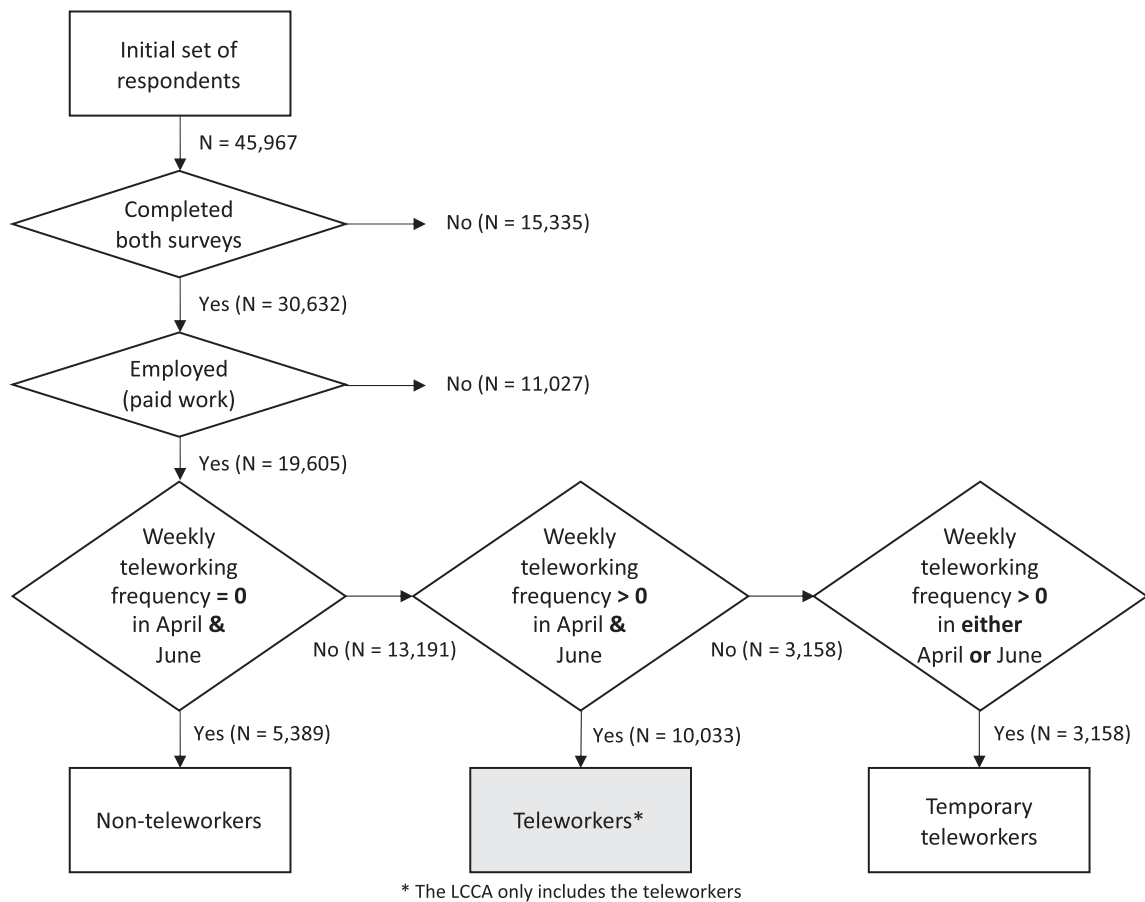 Initial set of
respondents
N = 45,967
Completed
both surveys
No (N = 15,335)
Yes (N = 30,632)
Employed
(paid work)
No (N = 11,027)
Yes (N = 19,605)
Weekly
teleworking
frequency = 0
in April &
June
No (N = 13,191)
Weekly
teleworking
frequency > 0
in April &
June
No (N = 3,158)
Weekly
teleworking
frequency > 0
in either
April or June
Yes (N = 5,389)
Yes (N = 10,033)
Yes (N = 3,158)
Non-teleworkers
Teleworkers*
Temporary
teleworkers
* The LCCA only includes the teleworkers